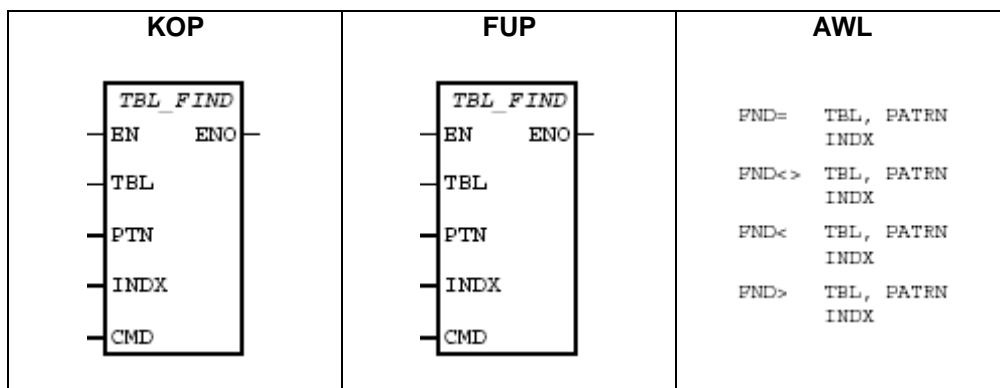 KOP FUP AWL
TBL_FIND
EN ENO
TBL
PTN
INDX
CMD
TBL_FIND
EN ENO
TBL
PTN
INDX
CMD
FND= TBL, PATRN
INDX
FND<> TBL, PATRN
INDX
FND< TBL, PATRN
INDX
FND> TBL, PATRN
INDX